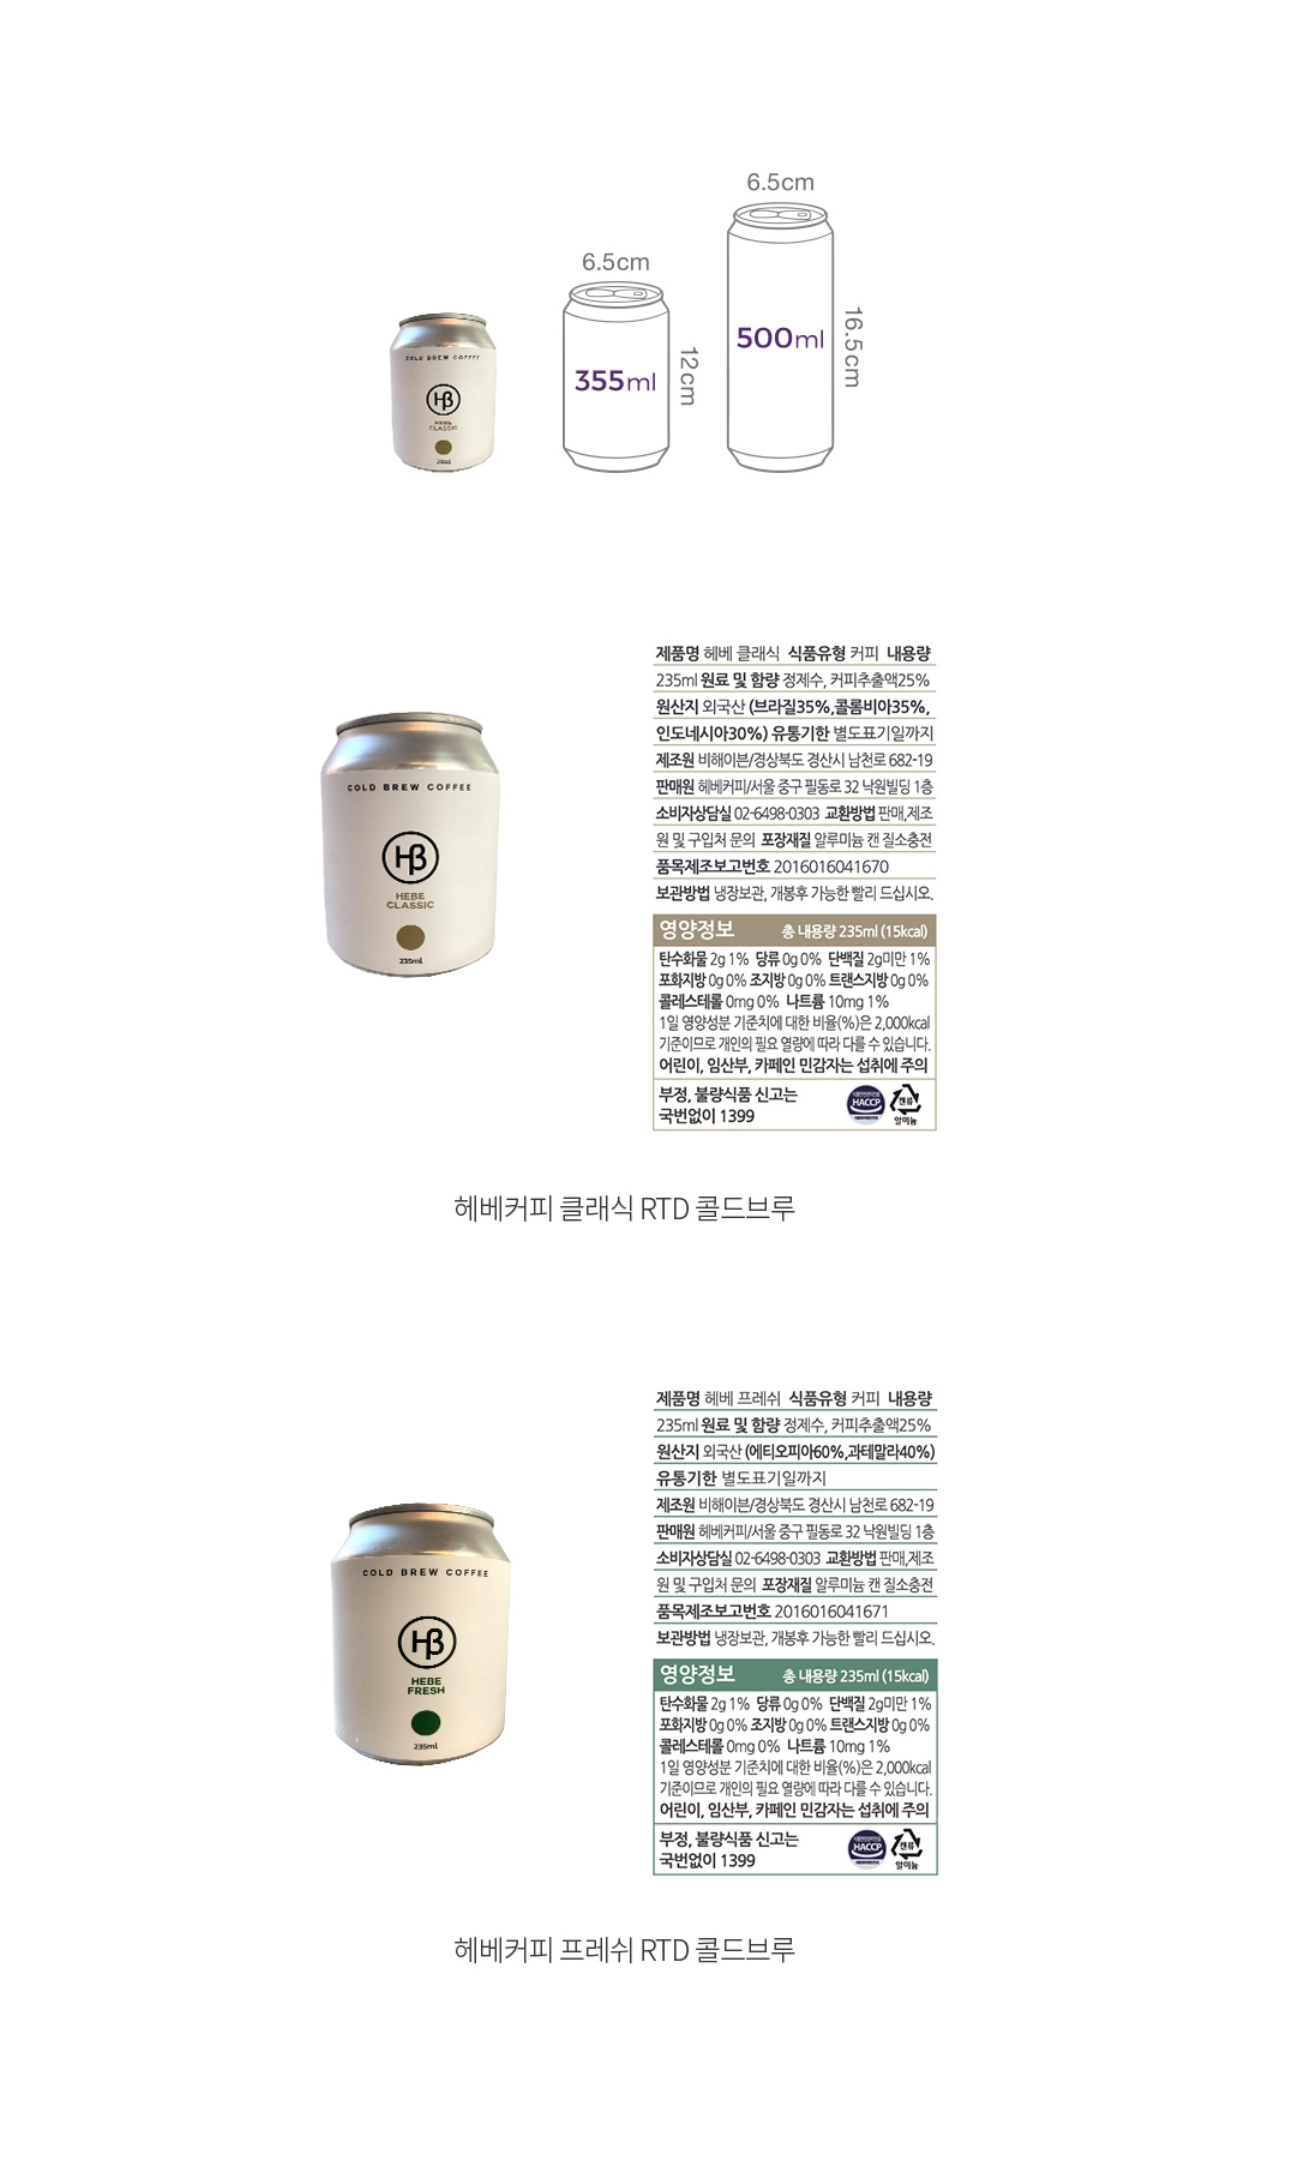 6.5cm
6.5cm
COLD BREW COFFEE
Hβ
HEBE
CLASSIC
235ml
355ml
12cm
500ml
16.5cm
제품명 헤베 클래식 식품유형 커피 내용량
235ml 원료 및 함량 정제수, 커피추출액25%
원산지 외국산 (브라질35%,콜롬비아35%,
인도네시아30%) 유통기한 별도표기일까지
제조원 비해이븐/경상북도 경산시 남천로 682-19
판매원 헤베커피/서울 중구 필동로 32 낙원빌딩 1층
소비자상담실 02-6498-0303 교환방법 판매,제조
원 및 구입처 문의 포장재질 알루미늄 캔 질소충전
품목제조보고번호 2016016041670
보관방법 냉장보관, 개봉후 가능한 빨리 드십시오.
COLD BREW COFFEE
Hβ
HEBE
CLASSIC
235ml
영양정보 총 내용량 235ml (15kcal)
탄수화물 2g 1% 당류 0g 0% 단백질 2g미만 1%
포화지방 0g 0% 조지방 0g 0% 트랜스지방 0g 0%
콜레스테롤 0mg 0% 나트륨 10mg 1%
1일 영양성분 기준치에 대한 비율(%)은 2,000kcal
기준이므로 개인의 필요 열량에 따라 다를 수 있습니다.
어린이, 임산부, 카페인 민감자는 섭취에 주의
부정, 불량식품 신고는
국번없이 1399
HACCP
캔류
알미늄
헤베커피 클래식 RTD 콜드브루
제품명 헤베 프레쉬 식품유형 커피 내용량
235ml 원료 및 함량 정제수, 커피추출액25%
원산지 외국산 (에티오피아60%,과테말라40%)
유통기한 별도표기일까지
제조원 비해이븐/경상북도 경산시 남천로 682-19
판매원 헤베커피/서울 중구 필동로 32 낙원빌딩 1층
소비자상담실 02-6498-0303 교환방법 판매,제조
원 및 구입처 문의 포장재질 알루미늄 캔 질소충전
품목제조보고번호 2016016041671
보관방법 냉장보관, 개봉후 가능한 빨리 드십시오.
COLD BREW COFFEE
Hβ
HEBE
FRESH
235ml
영양정보 총 내용량 235ml (15kcal)
탄수화물 2g 1% 당류 0g 0% 단백질 2g미만 1%
포화지방 0g 0% 조지방 0g 0% 트랜스지방 0g 0%
콜레스테롤 0mg 0% 나트륨 10mg 1%
1일 영양성분 기준치에 대한 비율(%)은 2,000kcal
기준이므로 개인의 필요 열량에 따라 다를 수 있습니다.
어린이, 임산부, 카페인 민감자는 섭취에 주의
부정, 불량식품 신고는
국번없이 1399
HACCP
캔류
알미늄
헤베커피 프레쉬 RTD 콜드브루